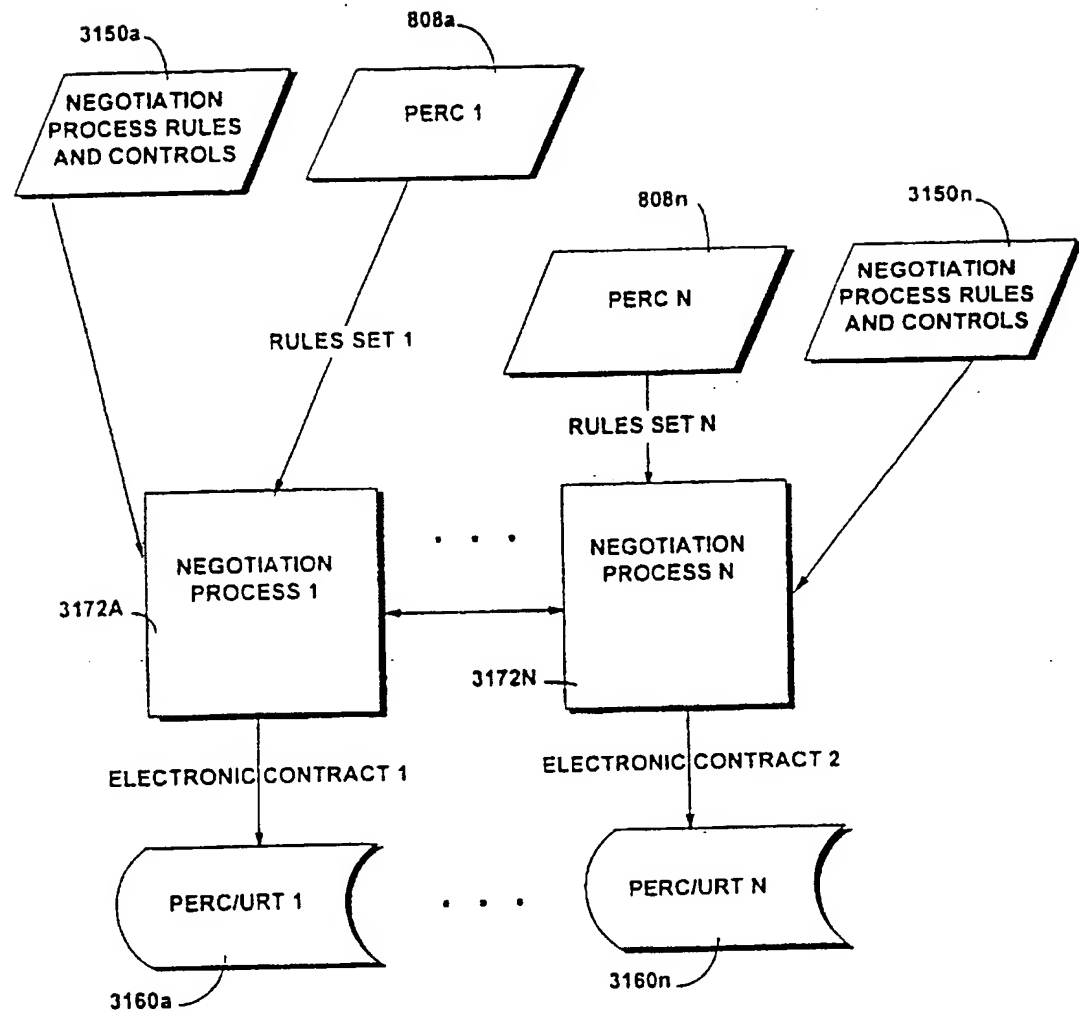 3150a
808a
NEGOTIATION
PROCESS RULES
AND CONTROLS
PERC 1
808n
3150n
PERC N
NEGOTIATION
PROCESS RULES
AND CONTROLS
RULES SET 1
RULES SET N
NEGOTIATION
PROCESS 1
. . .
NEGOTIATION
PROCESS N
3172A
3172N
ELECTRONIC CONTRACT 1
ELECTRONIC CONTRACT 2
PERC/URT 1
. . .
PERC/URT N
3160a
3160n